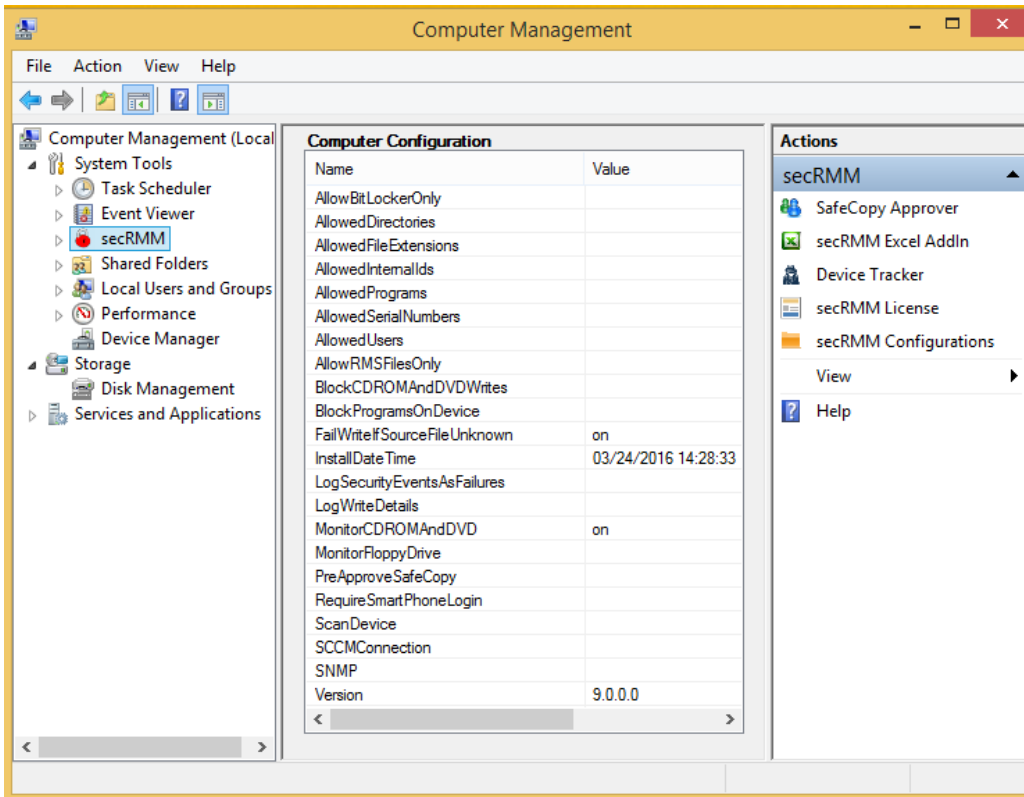 Computer Management
File Action View Help
Computer Management (Local
System Tools
Task Scheduler
Event Viewer
secRMM
Shared Folders
Local Users and Groups
Performance
Device Manager
Storage
Disk Management
Services and Applications
Computer Configuration
Name Value
AllowBitLockerOnly
AllowedDirectories
AllowedFileExtensions
AllowedInternalIds
AllowedPrograms
AllowedSerialNumbers
AllowedUsers
AllowRMSFilesOnly
BlockCDROMAndDVDWrites
BlockProgramsOnDevice
FailWriteIfSourceFileUnknown on
InstallDateTime 03/24/2016 14:28:33
LogSecurityEventsAsFailures
LogWriteDetails
MonitorCDROMAndDVD on
MonitorFloppyDrive
PreApproveSafeCopy
RequireSmartPhoneLogin
ScanDevice
SCCMConnection
SNMP
Version 9.0.0.0
Actions
secRMM
SafeCopy Approver
secRMM Excel AddIn
Device Tracker
secRMM License
secRMM Configurations
View
Help